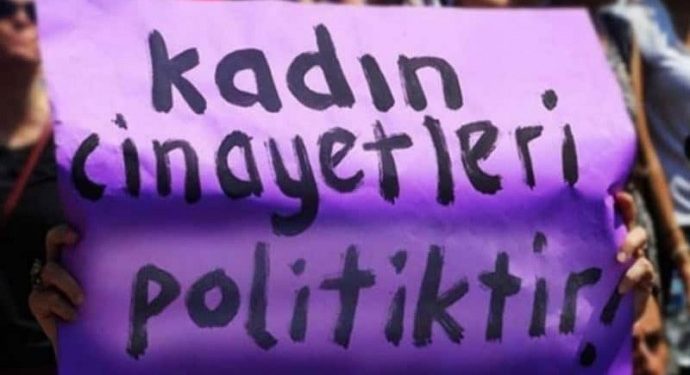 kadın
cinayetleri
politiktir!